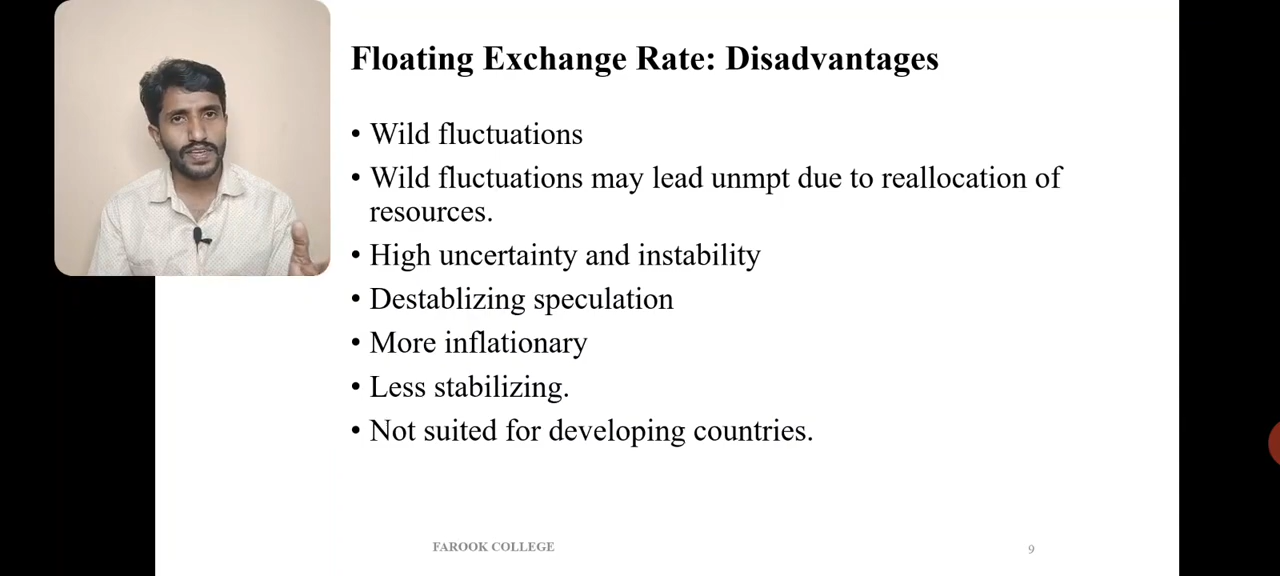 Floating Exchange Rate: Disadvantages
• Wild fluctuations
• Wild fluctuations may lead unmpt due to reallocation of
resources.
• High uncertainty and instability
• Destablizing speculation
• More inflationary
• Less stabilizing.
• Not suited for developing countries.
FAROOK COLLEGE
9